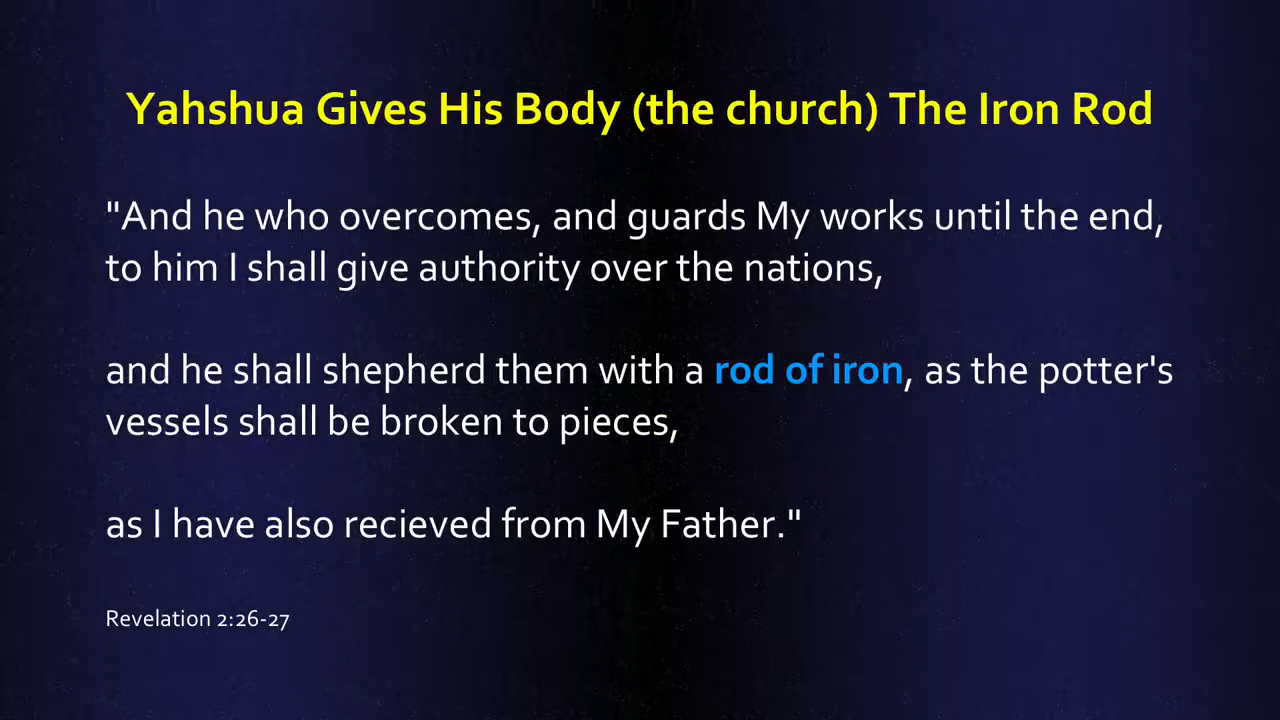 Yahshua Gives His Body (the church) The Iron Rod
"And he who overcomes, and guards My works until the end,
to him I shall give authority over the nations,
and he shall shepherd them with a rod of iron, as the potter's
vessels shall be broken to pieces,
as I have also recieved from My Father."
Revelation 2:26-27